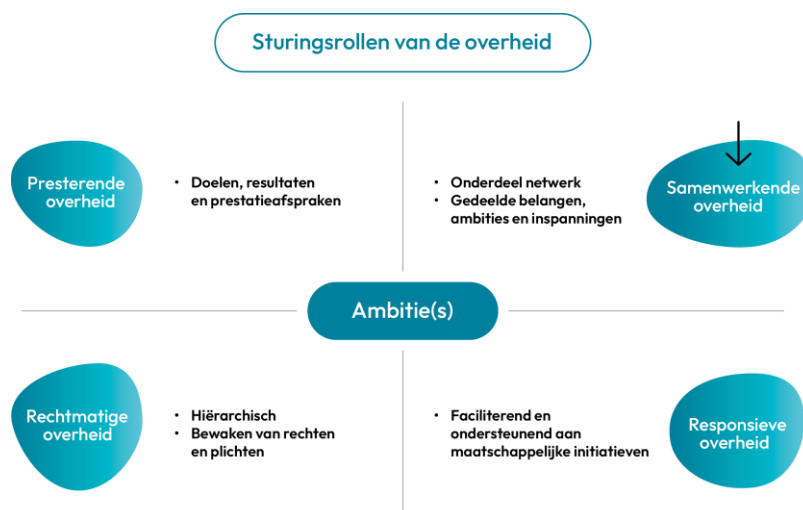 Sturingsrollen van de overheid
Presterende
overheid
• Doelen, resultaten
en prestatieafspraken
• Onderdeel netwerk
• Gedeelde belangen,
ambities en inspanningen
Samenwerkende
overheid
Ambitie(s)
Rechtmatige
overheid
• Hiërarchisch
• Bewaken van rechten
en plichten
• Faciliterend en
ondersteunend aan
maatschappelijke initiatieven
Responsieve
overheid